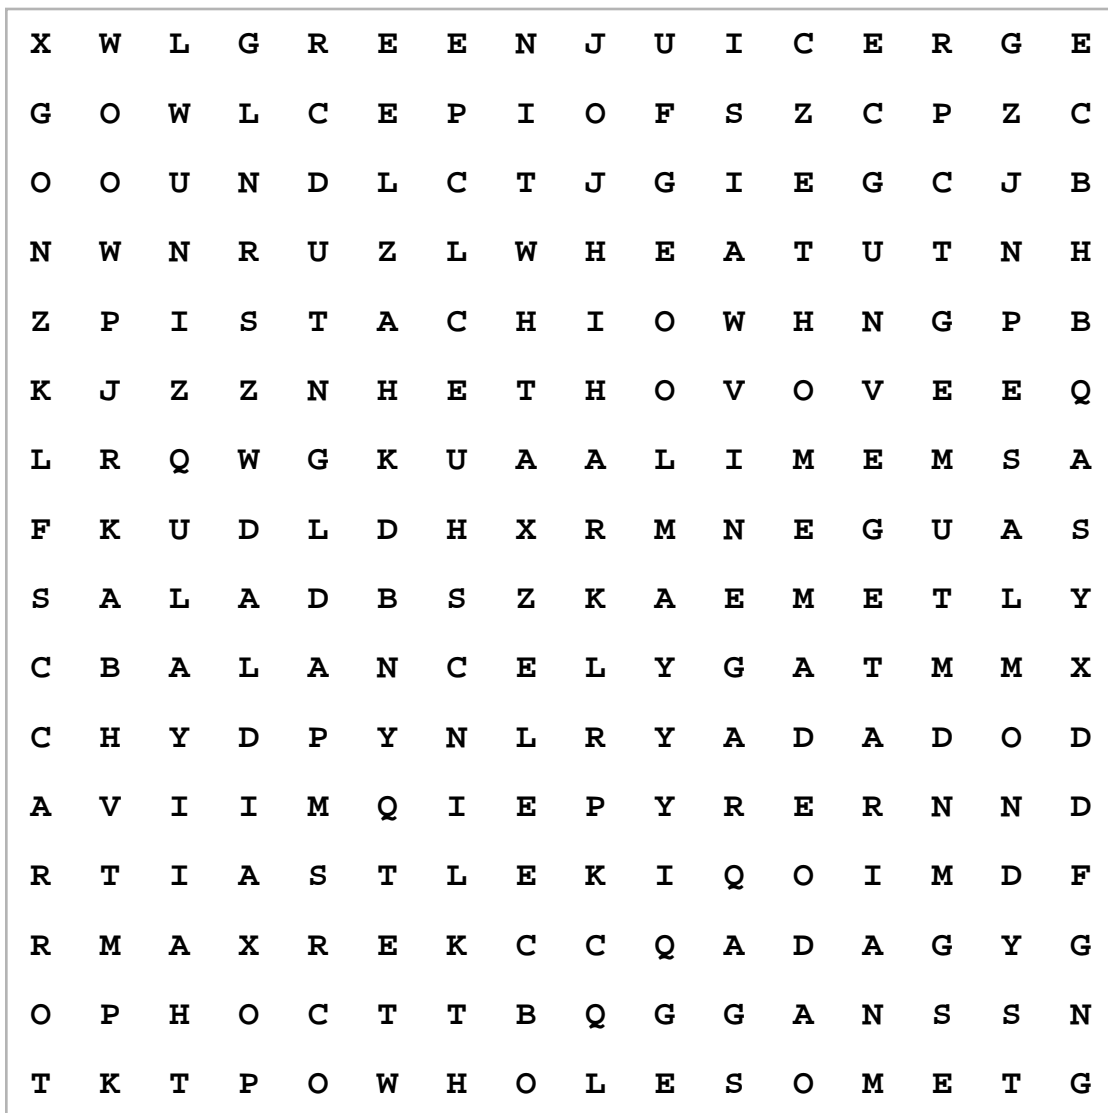 X W L G R E E N J U I C E R G E
G O W L C E P I O F S Z C P Z C
O O U N D L C T J G I E G C J B
N W N R U Z L W H E A T U T N H
Z P I S T A C H I O W H N G P B
K J Z Z N H E T H O V O V E E Q
L R Q W G K U A A L I M E M S A
F K U D L D H X R M N E G U A S
S A L A D B S Z K A E M E T L Y
C B A L A N C E L Y G A T M M X
C H Y D P Y N L R Y A D A D O D
A V I I M Q I E P Y R E R N N D
R T I A S T L E K I Q O I M D F
R M A X R E K C C Q A D A G Y G
O P H O C T T B Q G G A N S S N
T K T P O W H O L E S O M E T G